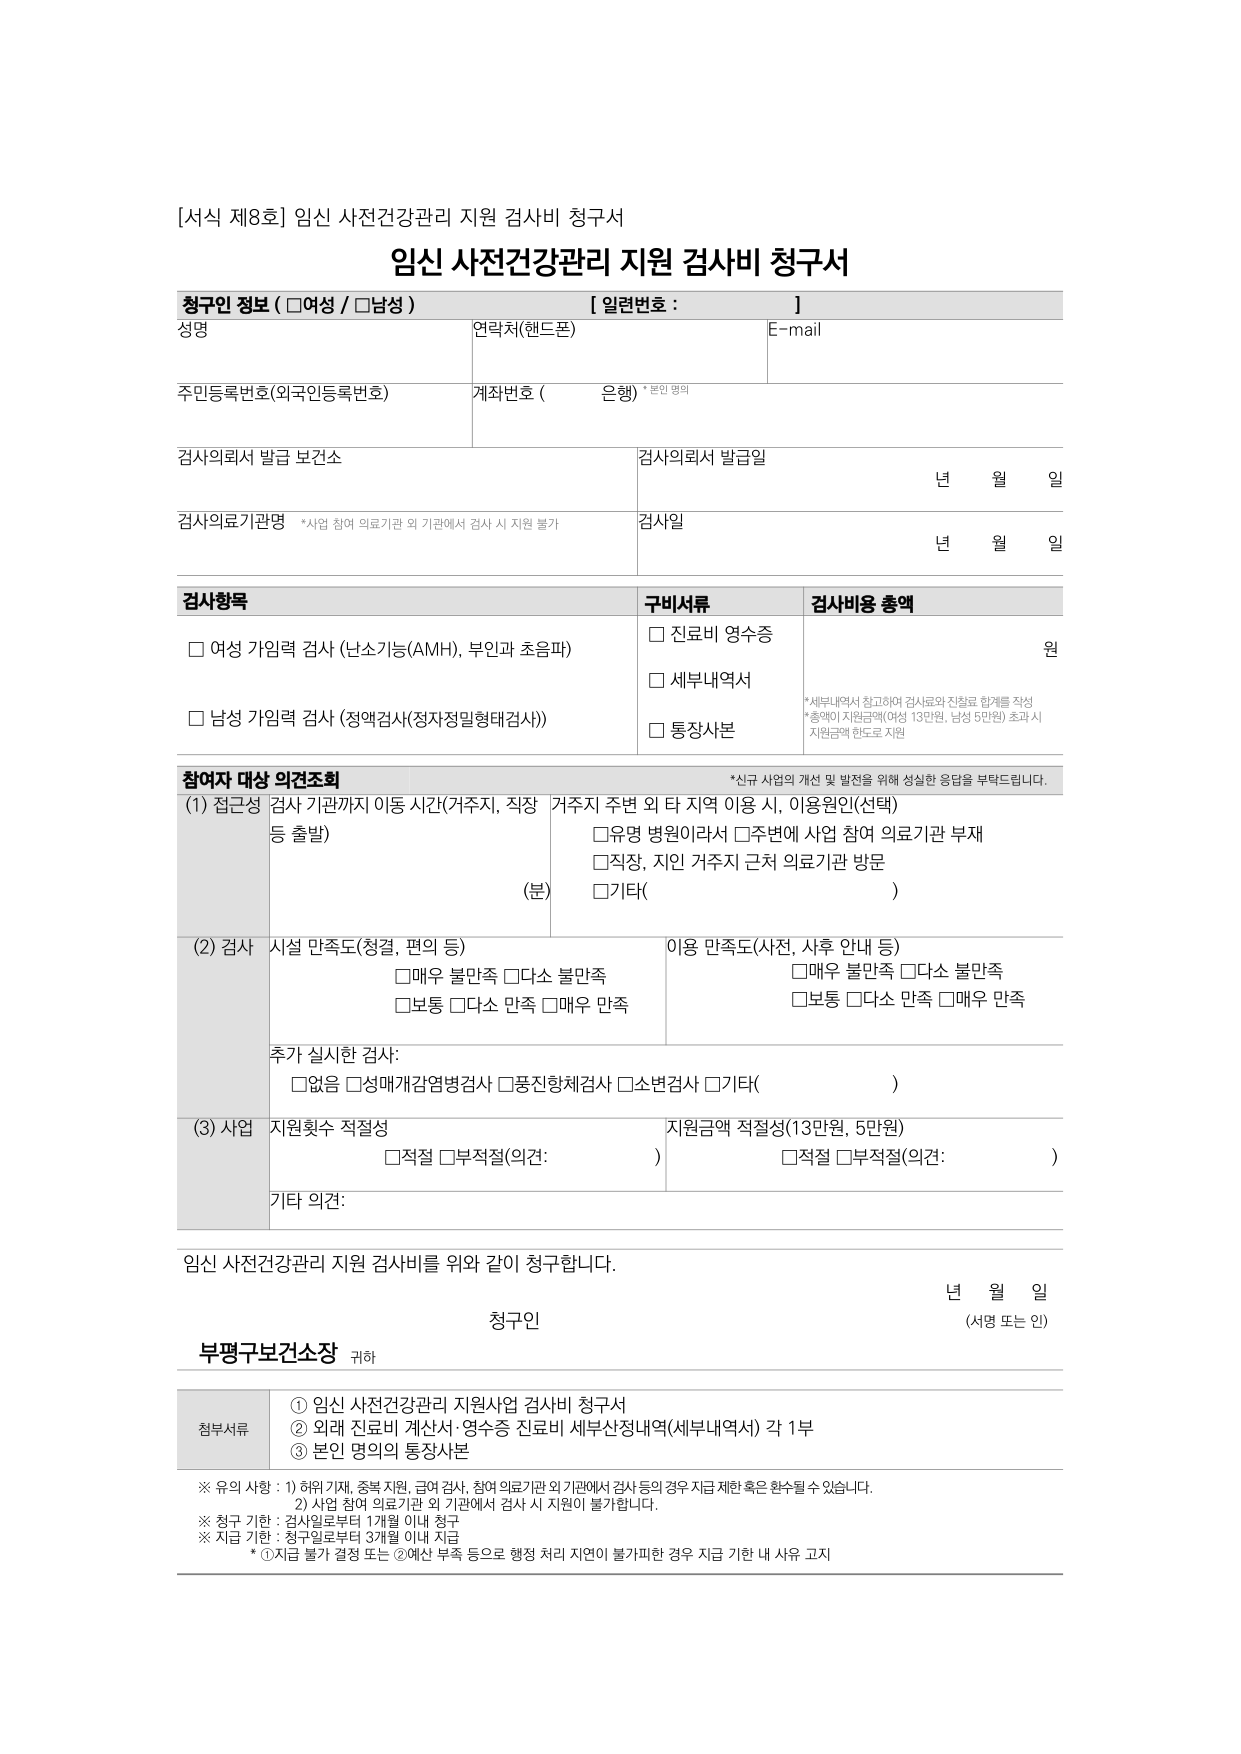 [서식 제8호] 임신 사전건강관리 지원 검사비 청구서
임신 사전건강관리 지원 검사비 청구서
청구인 정보 ( □여성 / □남성 ) [ 일련번호 : ]
성명 연락처(핸드폰) E-mail
주민등록번호(외국인등록번호) 계좌번호 ( 은행) * 본인 명의
검사의뢰서 발급 보건소 검사의뢰서 발급일
년 월 일
검사의료기관명 *사업 참여 의료기관 외 기관에서 검사 시 지원 불가 검사일
년 월 일
검사항목 구비서류 검사비용 총액
□ 여성 가임력 검사 (난소기능(AMH), 부인과 초음파)
□ 남성 가임력 검사 (정액검사(정자정밀형태검사))
□ 진료비 영수증
□ 세부내역서
□ 통장사본
원
*세부내역서 참고하여 검사료와 진찰료 합계를 작성
*총액이 지원금액(여성 13만원, 남성 5만원) 초과 시
지원금액 한도로 지원
참여자 대상 의견조회 *신규 사업의 개선 및 발전을 위해 성실한 응답을 부탁드립니다.
(1) 접근성
검사 기관까지 이동 시간(거주지, 직장
등 출발)
(분)
거주지 주변 외 타 지역 이용 시, 이용원인(선택)
□유명 병원이라서 □주변에 사업 참여 의료기관 부재
□직장, 지인 거주지 근처 의료기관 방문
□기타( )
(2) 검사
시설 만족도(청결, 편의 등)
□매우 불만족 □다소 불만족
□보통 □다소 만족 □매우 만족
이용 만족도(사전, 사후 안내 등)
□매우 불만족 □다소 불만족
□보통 □다소 만족 □매우 만족
추가 실시한 검사:
□없음 □성매개감염병검사 □풍진항체검사 □소변검사 □기타( )
(3) 사업
지원횟수 적절성
□적절 □부적절(의견: )
지원금액 적절성(13만원, 5만원)
□적절 □부적절(의견: )
기타 의견:
임신 사전건강관리 지원 검사비를 위와 같이 청구합니다.
년 월 일
청구인 (서명 또는 인)
부평구보건소장 귀하
첨부서류
① 임신 사전건강관리 지원사업 검사비 청구서
② 외래 진료비 계산서·영수증 진료비 세부산정내역(세부내역서) 각 1부
③ 본인 명의의 통장사본
※ 유의 사항 : 1) 허위 기재, 중복 지원, 급여 검사, 참여 의료기관 외 기관에서 검사 등의 경우 지급 제한 혹은 환수될 수 있습니다.
2) 사업 참여 의료기관 외 기관에서 검사 시 지원이 불가합니다.
※ 청구 기한 : 검사일로부터 1개월 이내 청구
※ 지급 기한 : 청구일로부터 3개월 이내 지급
* ①지급 불가 결정 또는 ②예산 부족 등으로 행정 처리 지연이 불가피한 경우 지급 기한 내 사유 고지